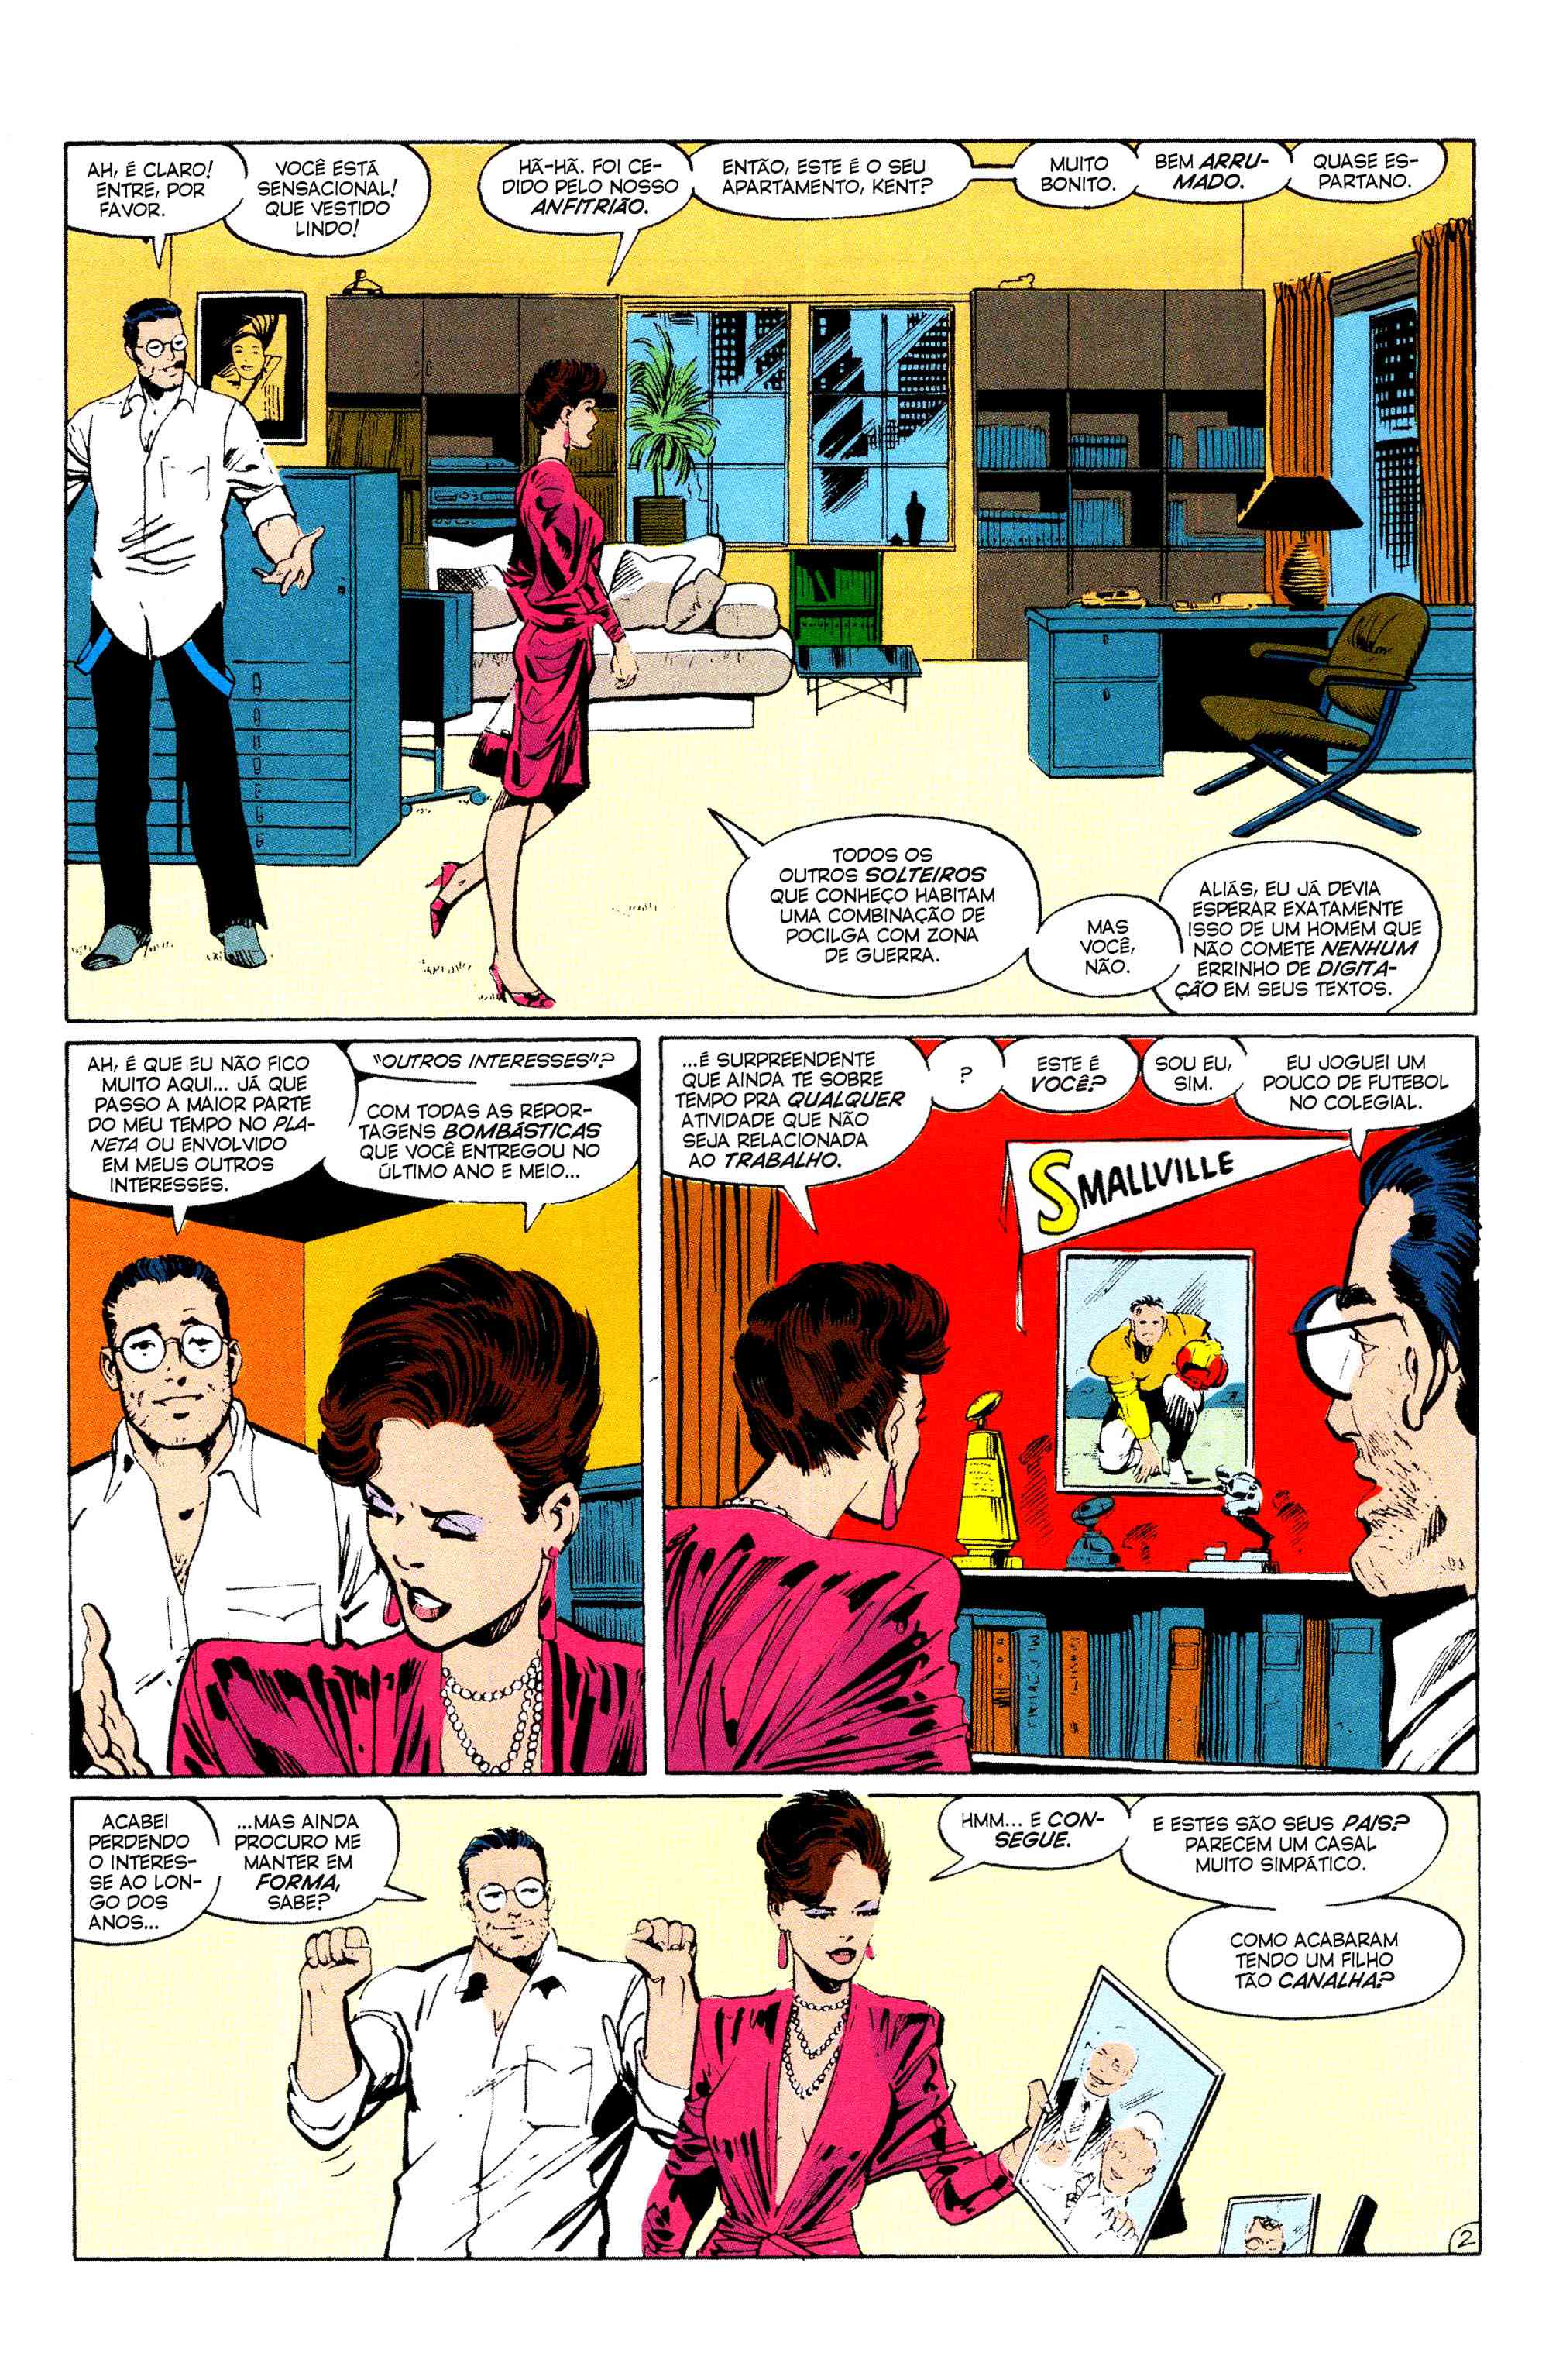 AH, É CLARO!
ENTRE, POR
FAVOR.
VOCÊ ESTÁ
SENSACIONAL!
QUE VESTIDO
LINDO!
HÃ-HÃ. FOI CE-
DIDO PELO NOSSO
ANFITRIÃO.
ENTÃO, ESTE É O SEU
APARTAMENTO, KENT?
MUITO
BONITO.
BEM ARRU-
MADO.
QUASE ES-
PARTANO.
TODOS OS
OUTROS SOLTEIROS
QUE CONHEÇO HABITAM
UMA COMBINAÇÃO DE
POCILGA COM ZONA
DE GUERRA.
MAS
VOCÊ,
NÃO.
ALIÁS, EU JÁ DEVIA
ESPERAR EXATAMENTE
ISSO DE UM HOMEM QUE
NÃO COMETE NENHUM
ERRINHO DE DIGITA-
ÇÃO EM SEUS TEXTOS.
AH, É QUE EU NÃO FICO
MUITO AQUI... JÁ QUE
PASSO A MAIOR PARTE
DO MEU TEMPO NO PLA-
NETA OU ENVOLVIDO
EM MEUS OUTROS
INTERESSES.
"OUTROS INTERESSES"?
COM TODAS AS REPOR-
TAGENS BOMBÁSTICAS
QUE VOCÊ ENTREGOU NO
ÚLTIMO ANO E MEIO...
...É SURPREENDENTE
QUE AINDA TE SOBRE
TEMPO PRA QUALQUER
ATIVIDADE QUE NÃO
SEJA RELACIONADA
AO TRABALHO.
?
ESTE É
VOCÊ?
SOU EU,
SIM.
EU JOGUEI UM
POUCO DE FUTEBOL
NO COLEGIAL.
SMALLVILLE
ACABEI
PERDENDO
O INTERES-
SE AO LON-
GO DOS
ANOS...
...MAS AINDA
PROCURO ME
MANTER EM
FORMA,
SABE?
HMM... E CON-
SEGUE.
E ESTES SÃO SEUS PAIS?
PARECEM UM CASAL
MUITO SIMPÁTICO.
COMO ACABARAM
TENDO UM FILHO
TÃO CANALHA?
2